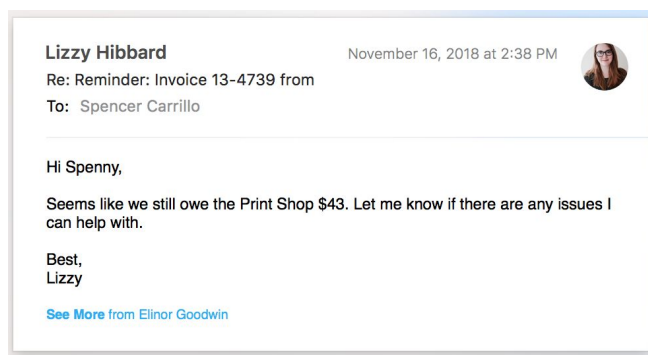 Lizzy Hibbard
November 16, 2018 at 2:38 PM
Re: Reminder: Invoice 13-4739 from
To: Spencer Carrillo
Hi Spenny,
Seems like we still owe the Print Shop $43. Let me know if there are any issues I
can help with.
Best,
Lizzy
See More from Elinor Goodwin